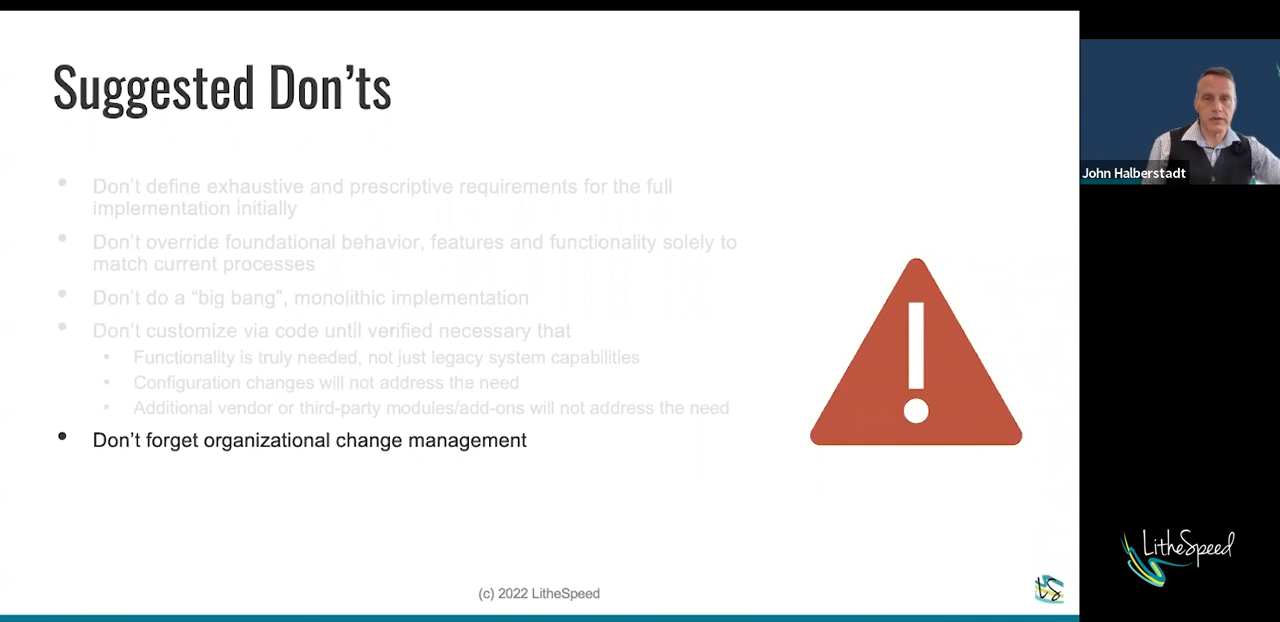 Suggested Don'ts
• Don't define exhaustive and prescriptive requirements for the full
implementation initially
• Don't override foundational behavior, features and functionality solely to
match current processes
• Don't do a “big bang”, monolithic implementation
• Don't customize via code until verified necessary that
• Functionality is truly needed, not just legacy system capabilities
• Configuration changes will not address the need
• Additional vendor or third-party modules/add-ons will not address the need
• Don't forget organizational change management
(c) 2022 LitheSpeed
LS
John Halberstadt
LitheSpeed